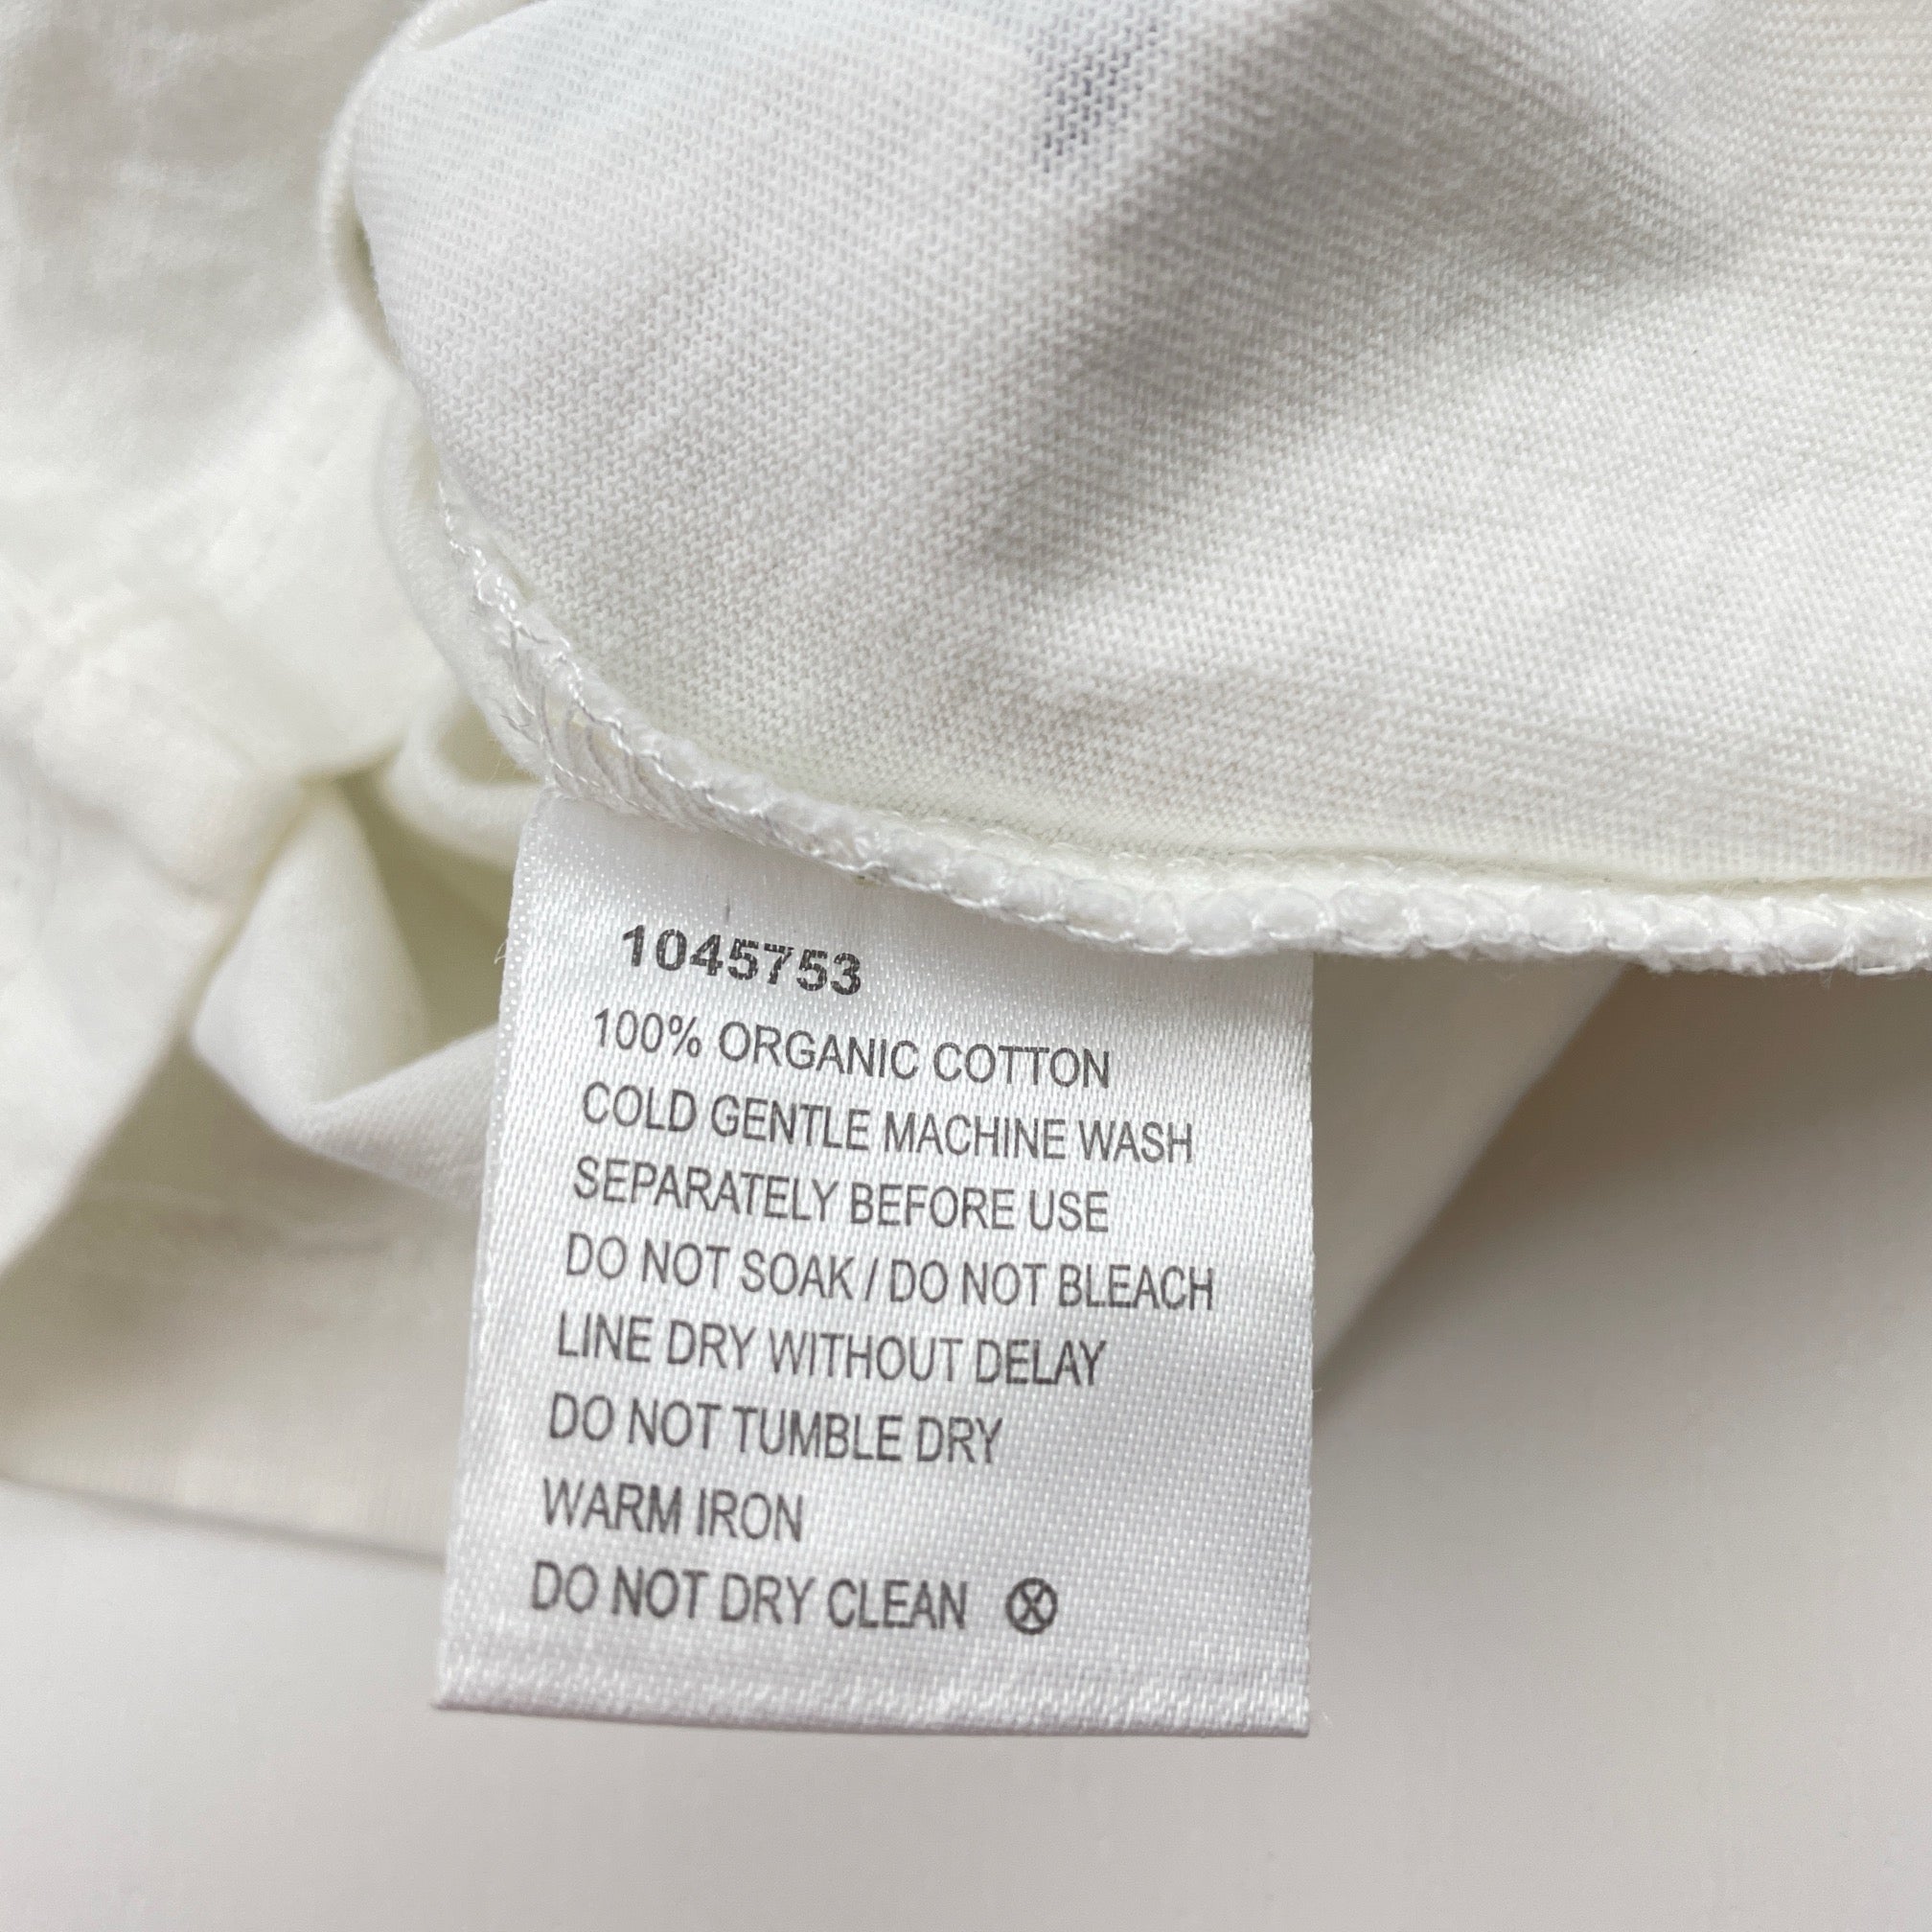 1045753
100% ORGANIC COTTON
COLD GENTLE MACHINE WASH
SEPARATELY BEFORE USE
DO NOT SOAK / DO NOT BLEACH
LINE DRY WITHOUT DELAY
DO NOT TUMBLE DRY
WARM IRON
DO NOT DRY CLEAN